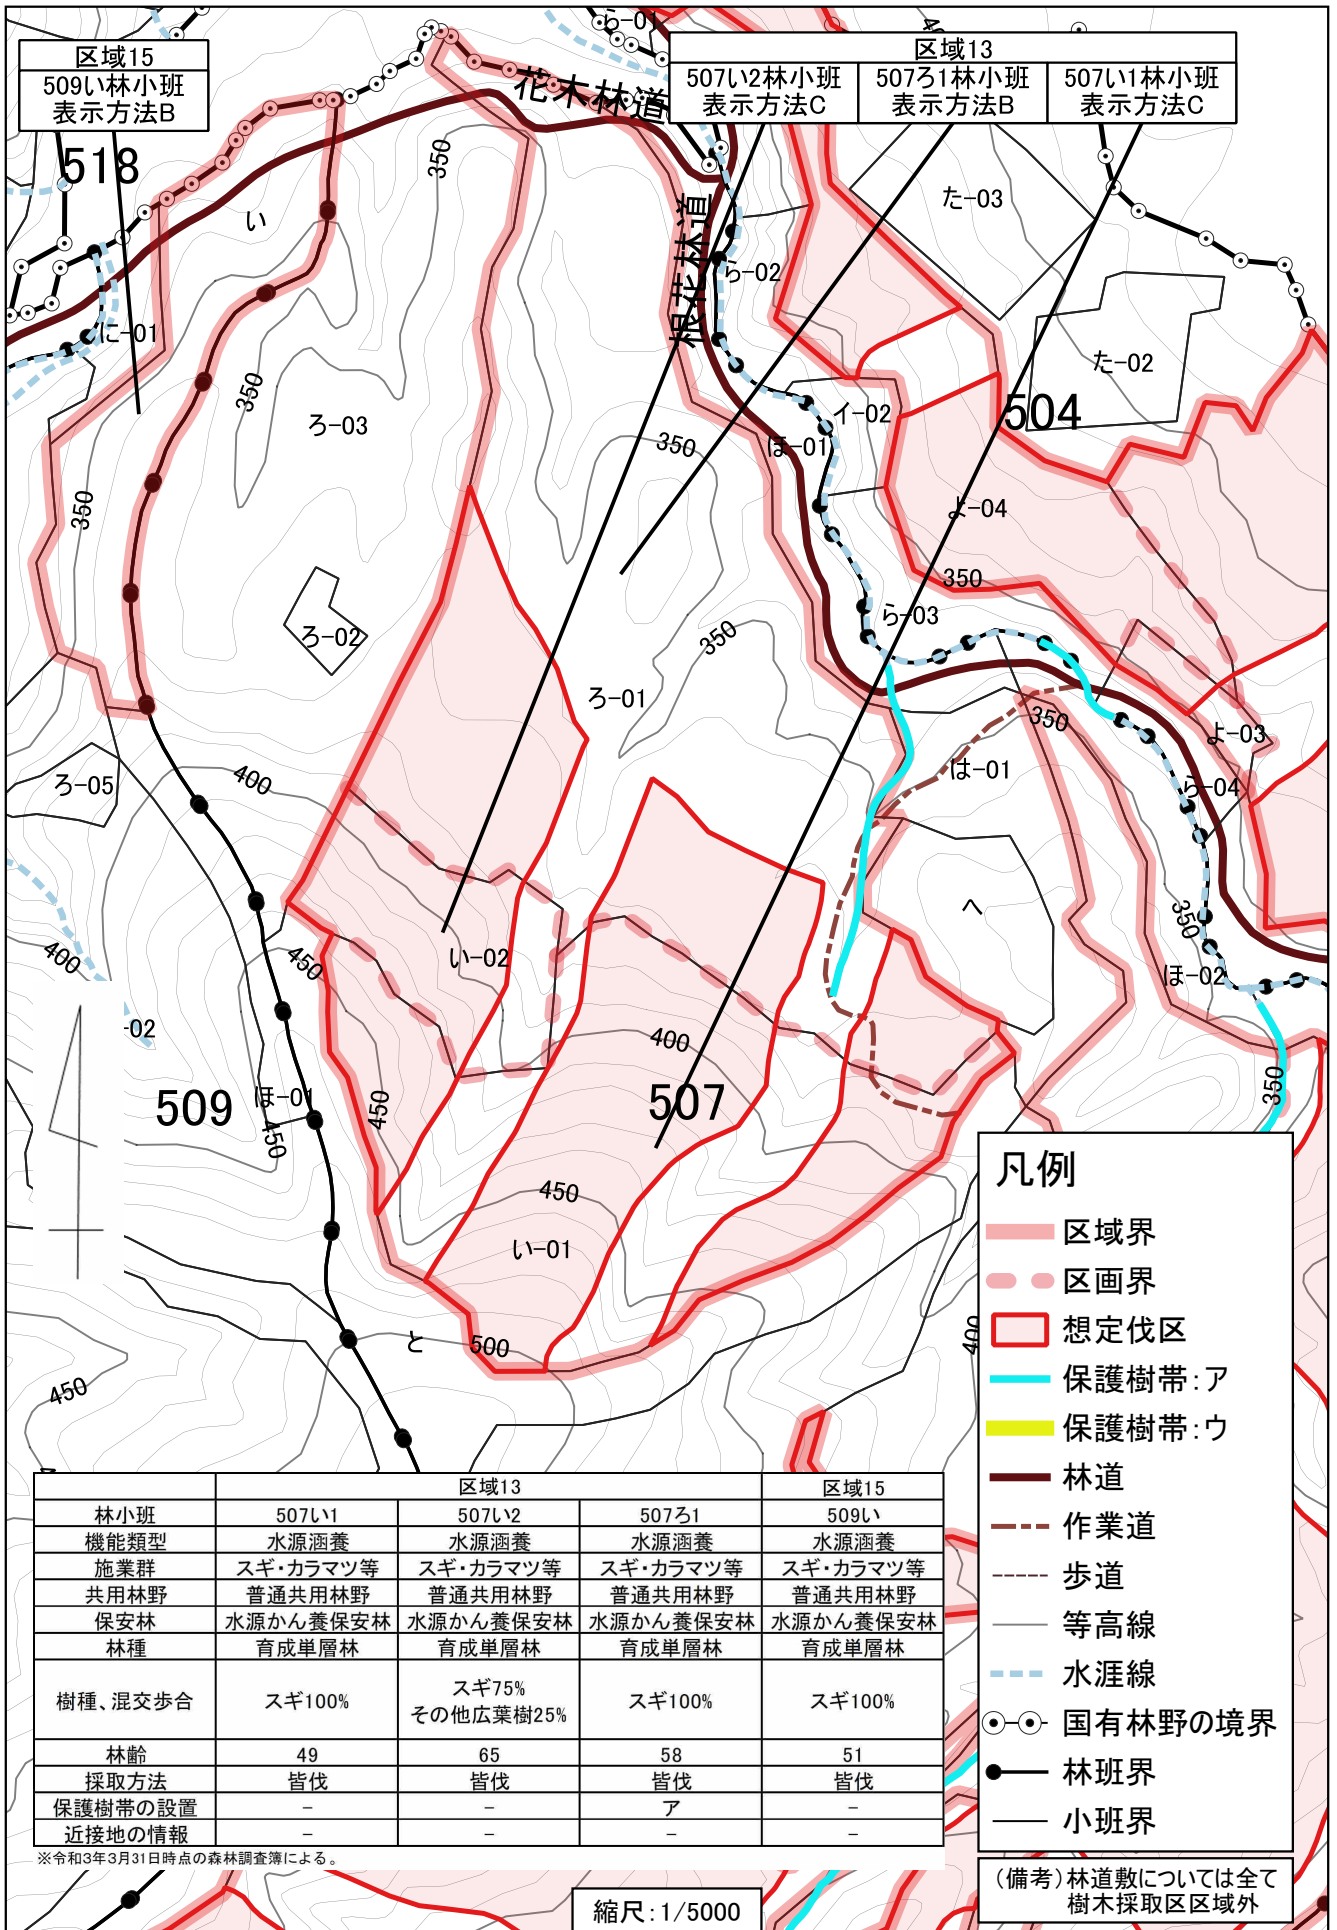 区域15
509い林小班
表示方法B
区域13
507い2林小班 507ろ1林小班 507い1林小班
表示方法C 表示方法B 表示方法C
ら-01
花木林道
518
い
350
た-03
根花林道
ら-02
に-01
た-02
350
ろ-03
イ-02
504
350
ほ-01
350
よ-04
350
ら-03
ろ-02
350
ろ-01
350
よ-03
は-01
ろ-05
400
ら-04
へ
350
400
450
い-02
ほ-02
-02
400
509
ほ-01
450
450
507
350
450
い-01
と
500
400
450
凡例
区域界
区画界
想定伐区
保護樹帯:ア
保護樹帯:ウ
林道
作業道
歩道
等高線
水涯線
国有林野の境界
林班界
小班界
区域13 区域15
林小班 507い1 507い2 507ろ1 509い
機能類型 水源涵養 水源涵養 水源涵養 水源涵養
施業群 スギ・カラマツ等 スギ・カラマツ等 スギ・カラマツ等 スギ・カラマツ等
共用林野 普通共用林野 普通共用林野 普通共用林野 普通共用林野
保安林 水源かん養保安林 水源かん養保安林 水源かん養保安林 水源かん養保安林
林種 育成単層林 育成単層林 育成単層林 育成単層林
樹種、混交歩合 スギ100% スギ75% その他広葉樹25% スギ100% スギ100%
林齢 49 65 58 51
採取方法 皆伐 皆伐 皆伐 皆伐
保護樹帯の設置 - - ア -
近接地の情報 - - - -
※令和3年3月31日時点の森林調査簿による。
縮尺:1/5000
(備考)林道敷については全て
樹木採取区区域外